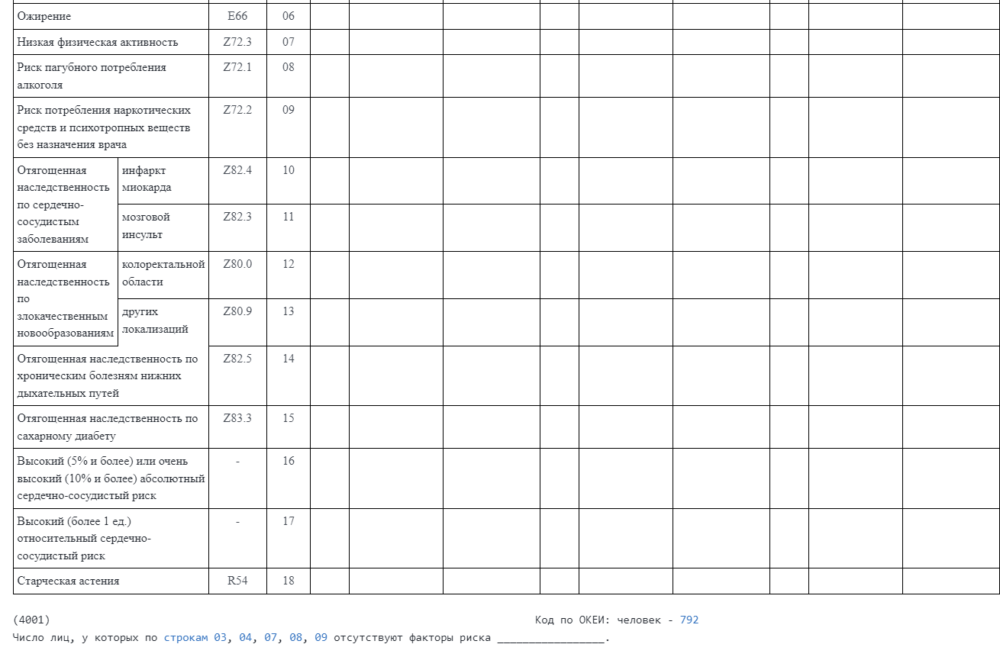 Ожирение E66 06
Низкая физическая активность Z72.3 07
Риск пагубного потребления Z72.1 08
алкоголя
Риск потребления наркотических Z72.2 09
средств и психотропных веществ
без назначения врача
Отягощенная инфаркт Z82.4 10
наследственность миокарда
по сердечно-
сосудистым мозговой Z82.3 11
заболеваниям инсульт
Отягощенная колоректальной Z80.0 12
наследственность области
по
злокачественным других Z80.9 13
новообразованиям локализаций
Отягощенная наследственность по Z82.5 14
хроническим болезням нижних
дыхательных путей
Отягощенная наследственность по Z83.3 15
сахарному диабету
Высокий (5% и более) или очень - 16
высокий (10% и более) абсолютный
сердечно-сосудистый риск
Высокий (более 1 ед.) - 17
относительный сердечно-
сосудистый риск
Старческая астения R54 18
(4001) Код по ОКЕИ: человек - 792
Число лиц, у которых по строкам 03, 04, 07, 08, 09 отсутствуют факторы риска _________________.